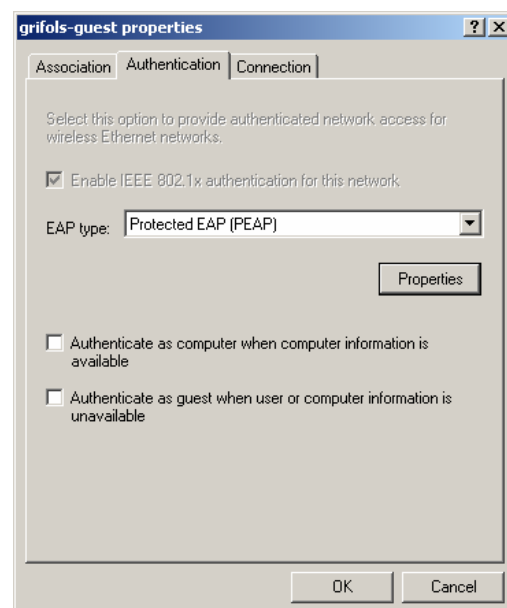 grifols-guest properties
Association Authentication Connection
Select this option to provide authenticated network access for
wireless Ethernet networks.
Enable IEEE 802.1x authentication for this network
EAP type: Protected EAP (PEAP)
Properties
Authenticate as computer when computer information is
available
Authenticate as guest when user or computer information is
unavailable
OK Cancel